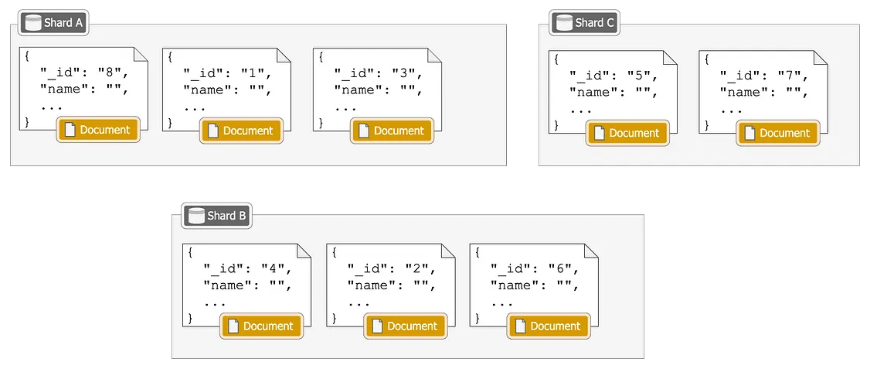 Shard A
{
"_id": "8",
"name": "",
...
}
Document
{
"_id": "1",
"name": "",
...
}
Document
{
"_id": "3",
"name": "",
...
}
Document
Shard C
{
"_id": "5",
"name": "",
...
}
Document
{
"_id": "7",
"name": "",
...
}
Document
Shard B
{
"_id": "4",
"name": "",
...
}
Document
{
"_id": "2",
"name": "",
...
}
Document
{
"_id": "6",
"name": "",
...
}
Document